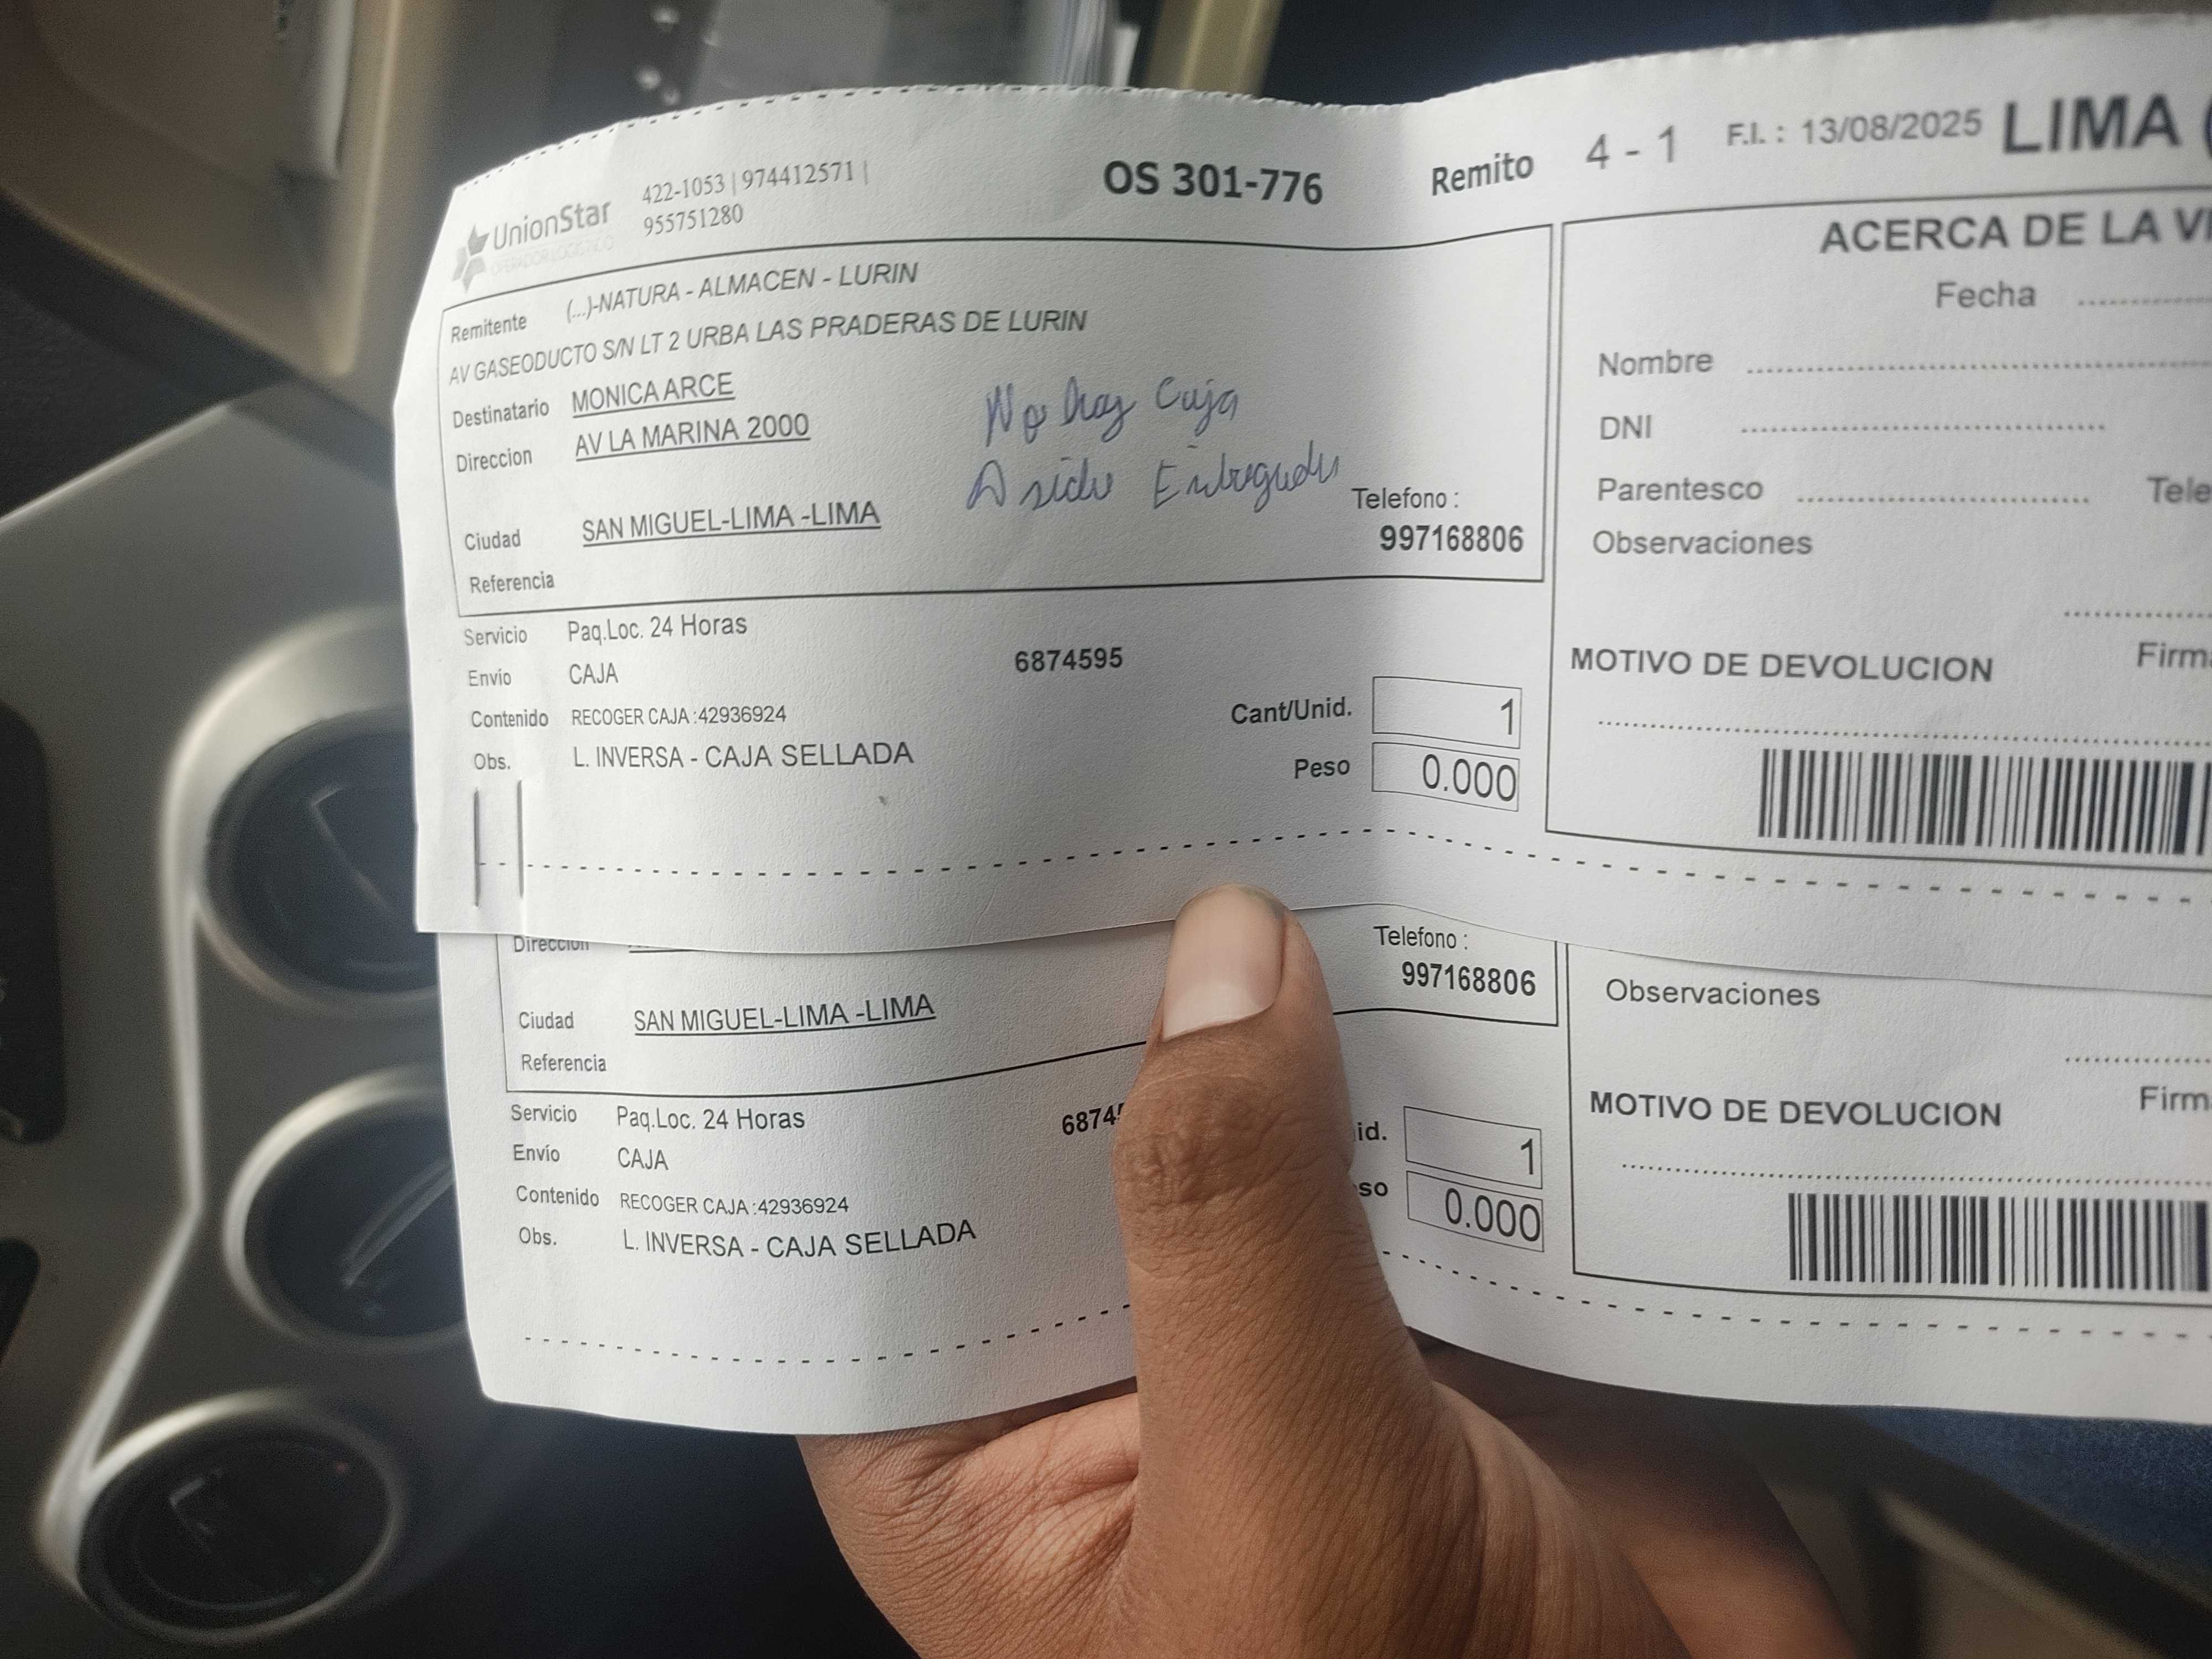 UnionStar
OPERADOR LOGISTICO
422-1053 | 974412571 |
955751280
OS 301-776
Remito 4 - 1
F.I. : 13/08/2025
LIMA (
Remitente (...)-NATURA - ALMACEN - LURIN
AV GASEODUCTO S/N LT 2 URBA LAS PRADERAS DE LURIN
Destinatario MONICA ARCE
Direccion AV LA MARINA 2000
No hay Caja
A sido Entregado
Ciudad SAN MIGUEL-LIMA -LIMA
Telefono :
997168806
Referencia
Servicio Paq.Loc. 24 Horas
Envío CAJA
6874595
Contenido RECOGER CAJA :42936924
Cant/Unid. 1
Obs. L. INVERSA - CAJA SELLADA
Peso 0.000
ACERCA DE LA VI
Fecha
Nombre
DNI
Parentesco
Tele
Observaciones
Firm
MOTIVO DE DEVOLUCION
Direccion
Telefono :
997168806
Ciudad SAN MIGUEL-LIMA -LIMA
Referencia
Servicio Paq.Loc. 24 Horas
6874
Envío CAJA
id. 1
Contenido RECOGER CAJA :42936924
so 0.000
Obs. L. INVERSA - CAJA SELLADA
Observaciones
Firm
MOTIVO DE DEVOLUCION